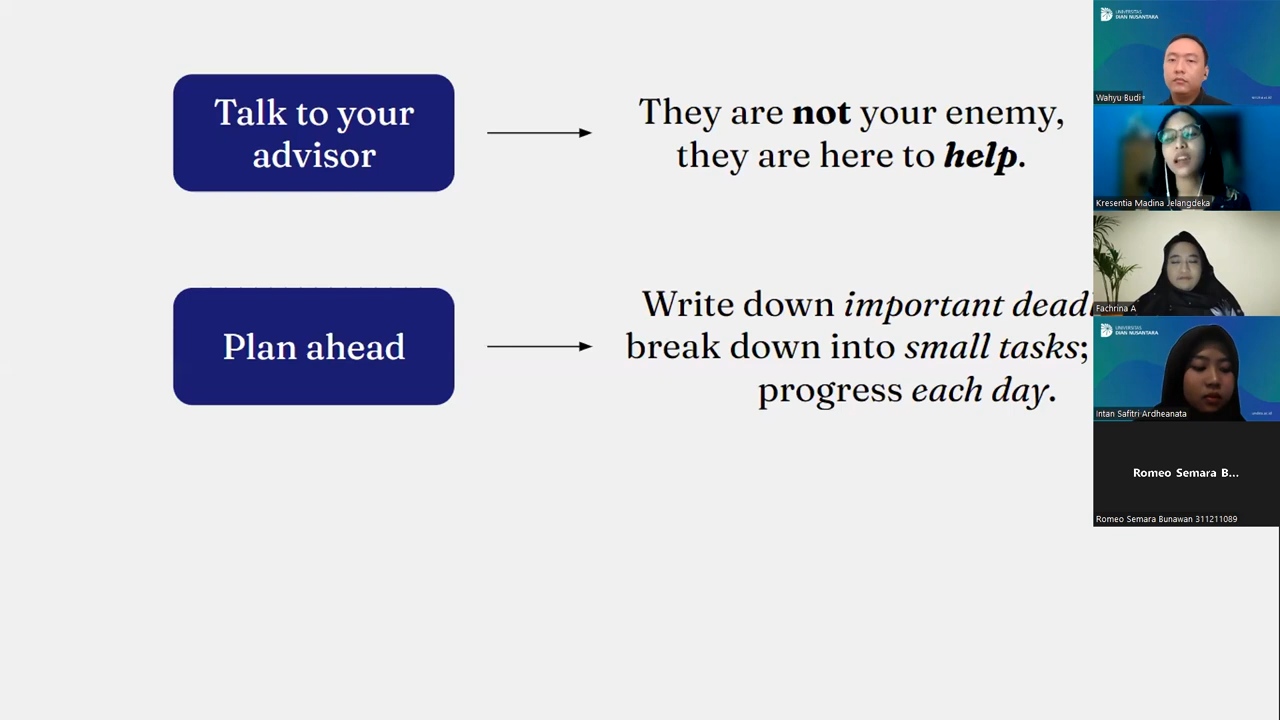 Talk to your
advisor
They are not your enemy,
they are here to help.
Plan ahead
Write down important
break down into small tasks;
progress each day.
UNIVERSITAS
DIAN NUSANTARA
Wahyu Budi
Kresentia Madina Jelangdeka
Fachrina A
UNIVERSITAS
DIAN NUSANTARA
Intan Safitri Ardheanata
Romeo Semara B...
Romeo Semara Bunawan 311211089